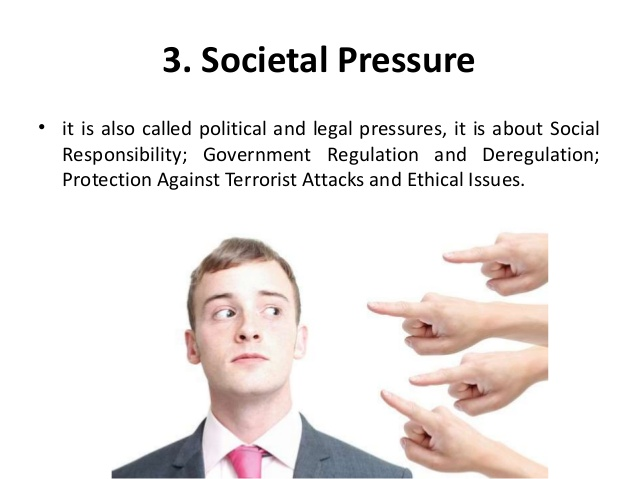 3. Societal Pressure
• it is also called political and legal pressures, it is about Social
Responsibility; Government Regulation and Deregulation;
Protection Against Terrorist Attacks and Ethical Issues.